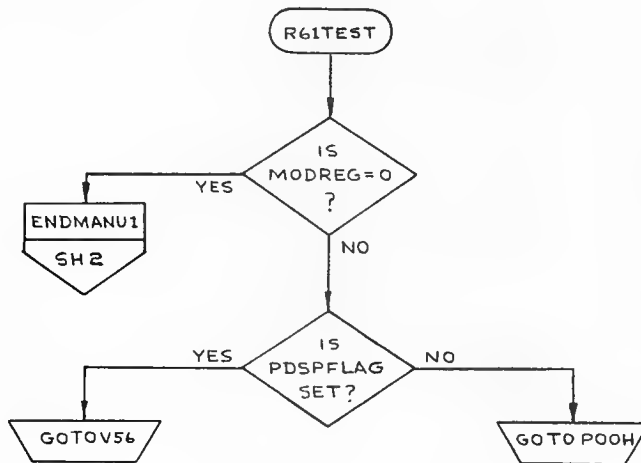 R61TEST
IS
MODREG=0
?
YES
ENDMANU1
SH2
NO
IS
PDSPFLAG
SET?
YES
NO
GOTOV56
GOTOPOOH